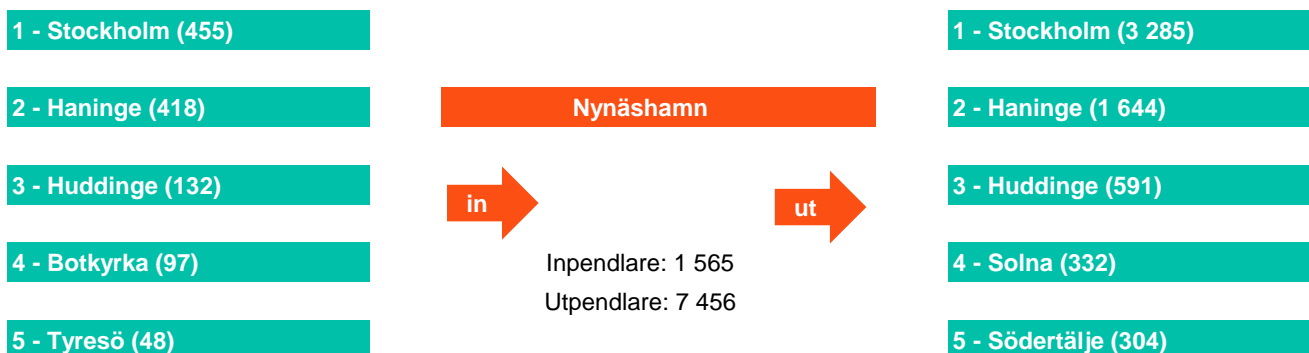 1 - Stockholm (455)
2 - Haninge (418)
3 - Huddinge (132)
4 - Botkyrka (97)
5 - Tyresö (48)
Nynäshamn
in
ut
Inpendlare: 1 565
Utpendlare: 7 456
1 - Stockholm (3 285)
2 - Haninge (1 644)
3 - Huddinge (591)
4 - Solna (332)
5 - Södertälje (304)